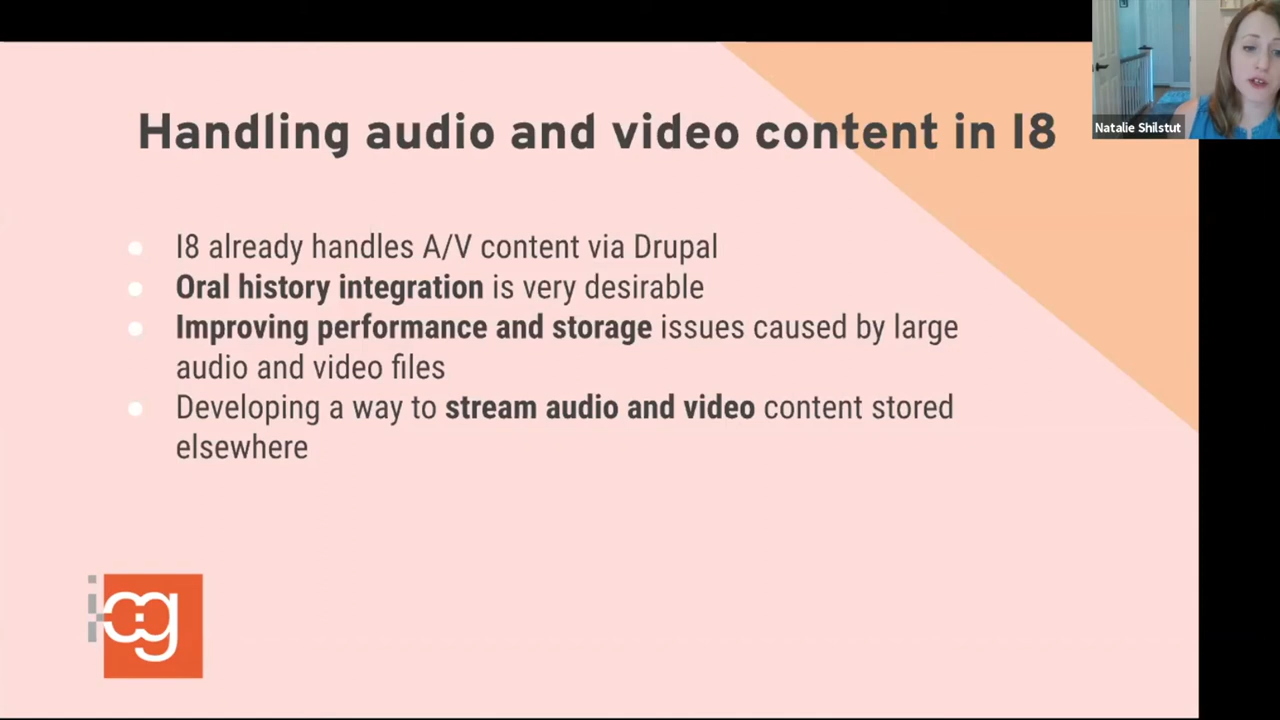 Handling audio and video content in I8
Natalie Shilstut
I8 already handles A/V content via Drupal
Oral history integration is very desirable
Improving performance and storage issues caused by large
audio and video files
Developing a way to stream audio and video content stored
elsewhere
icg